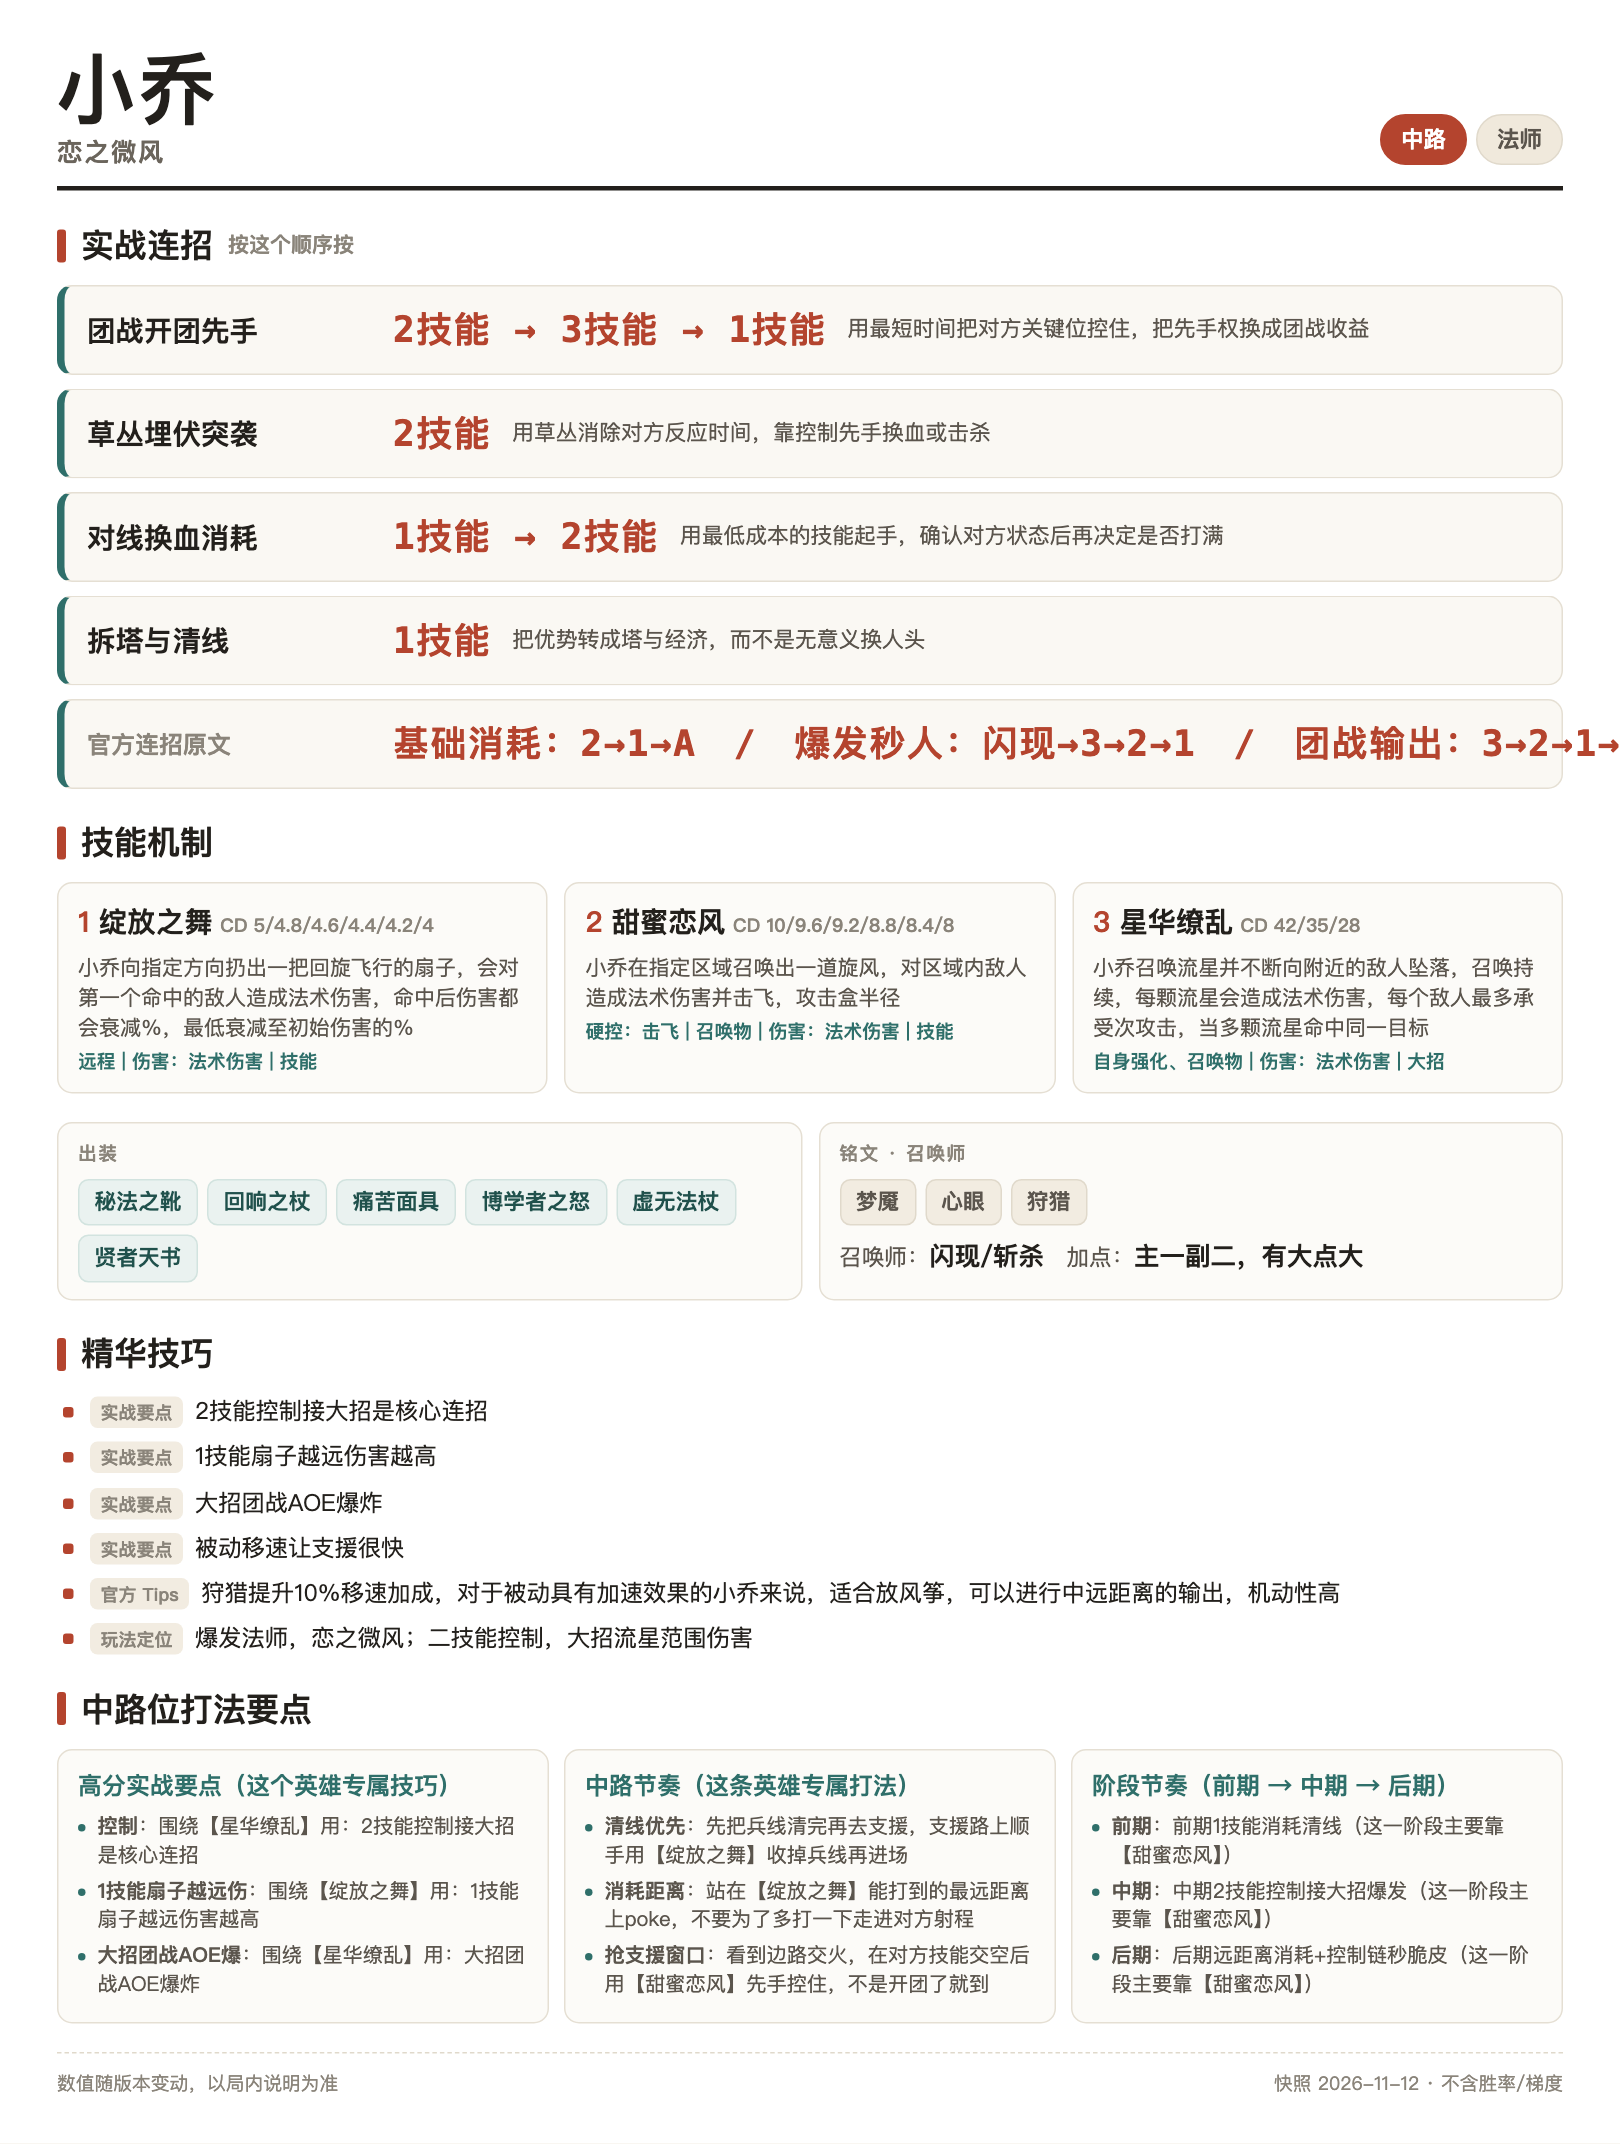 小乔
恋之微风
中路 法师
实战连招 按这个顺序按
团战开团先手 2技能 → 3技能 → 1技能 用最短时间把对方关键位控住，把先手权换成团战收益
草丛埋伏突袭 2技能 用草丛消除对方反应时间，靠控制先手换血或击杀
对线换血消耗 1技能 → 2技能 用最低成本的技能起手，确认对方状态后再决定是否打满
拆塔与清线 1技能 把优势转成塔与经济，而不是无意义换人头
官方连招原文 基础消耗：2→1→A / 爆发秒人：闪现→3→2→1 / 团战输出：3→2→1→
技能机制
1 绽放之舞 CD 5/4.8/4.6/4.4/4.2/4
小乔向指定方向扔出一把回旋飞行的扇子，会对
第一个命中的敌人造成法术伤害，命中后伤害都
会衰减%，最低衰减至初始伤害的%
远程 | 伤害：法术伤害 | 技能
2 甜蜜恋风 CD 10/9.6/9.2/8.8/8.4/8
小乔在指定区域召唤出一道旋风，对区域内敌人
造成法术伤害并击飞，攻击盒半径
硬控：击飞 | 召唤物 | 伤害：法术伤害 | 技能
3 星华缭乱 CD 42/35/28
小乔召唤流星并不断向附近的敌人坠落，召唤持
续，每颗流星会造成法术伤害，每个敌人最多承
受次攻击，当多颗流星命中同一目标
自身强化、召唤物 | 伤害：法术伤害 | 大招
出装
秘法之靴 回响之杖 痛苦面具 博学者之怒 虚无法杖
贤者天书
铭文 · 召唤师
梦魇 心眼 狩猎
召唤师：闪现/斩杀 加点：主一副二，有大点大
精华技巧
实战要点 2技能控制接大招是核心连招
实战要点 1技能扇子越远伤害越高
实战要点 大招团战AOE爆炸
实战要点 被动移速让支援很快
官方 Tips 狩猎提升10%移速加成，对于被动具有加速效果的小乔来说，适合放风筝，可以进行中远距离的输出，机动性高
玩法定位 爆发法师，恋之微风；二技能控制，大招流星范围伤害
中路位打法要点
高分实战要点（这个英雄专属技巧）
控制：围绕【星华缭乱】用：2技能控制接大招
是核心连招
1技能扇子越远伤：围绕【绽放之舞】用：1技能
扇子越远伤害越高
大招团战AOE爆：围绕【星华缭乱】用：大招团
战AOE爆炸
中路节奏（这条英雄专属打法）
清线优先：先把兵线清完再去支援，支援路上顺
手用【绽放之舞】收掉兵线再进场
消耗距离：站在【绽放之舞】能打到的最远距离
上poke，不要为了多打一下走进对方射程
抢支援窗口：看到边路交火，在对方技能交空后
用【甜蜜恋风】先手控住，不是开团了就到
阶段节奏（前期 → 中期 → 后期）
前期：前期1技能消耗清线（这一阶段主要靠
【甜蜜恋风】）
中期：中期2技能控制接大招爆发（这一阶段主
要靠【甜蜜恋风】）
后期：后期远距离消耗+控制链秒脆皮（这一阶
段主要靠【甜蜜恋风】）
数值随版本变动，以局内说明为准
快照 2026-11-12 · 不含胜率/梯度